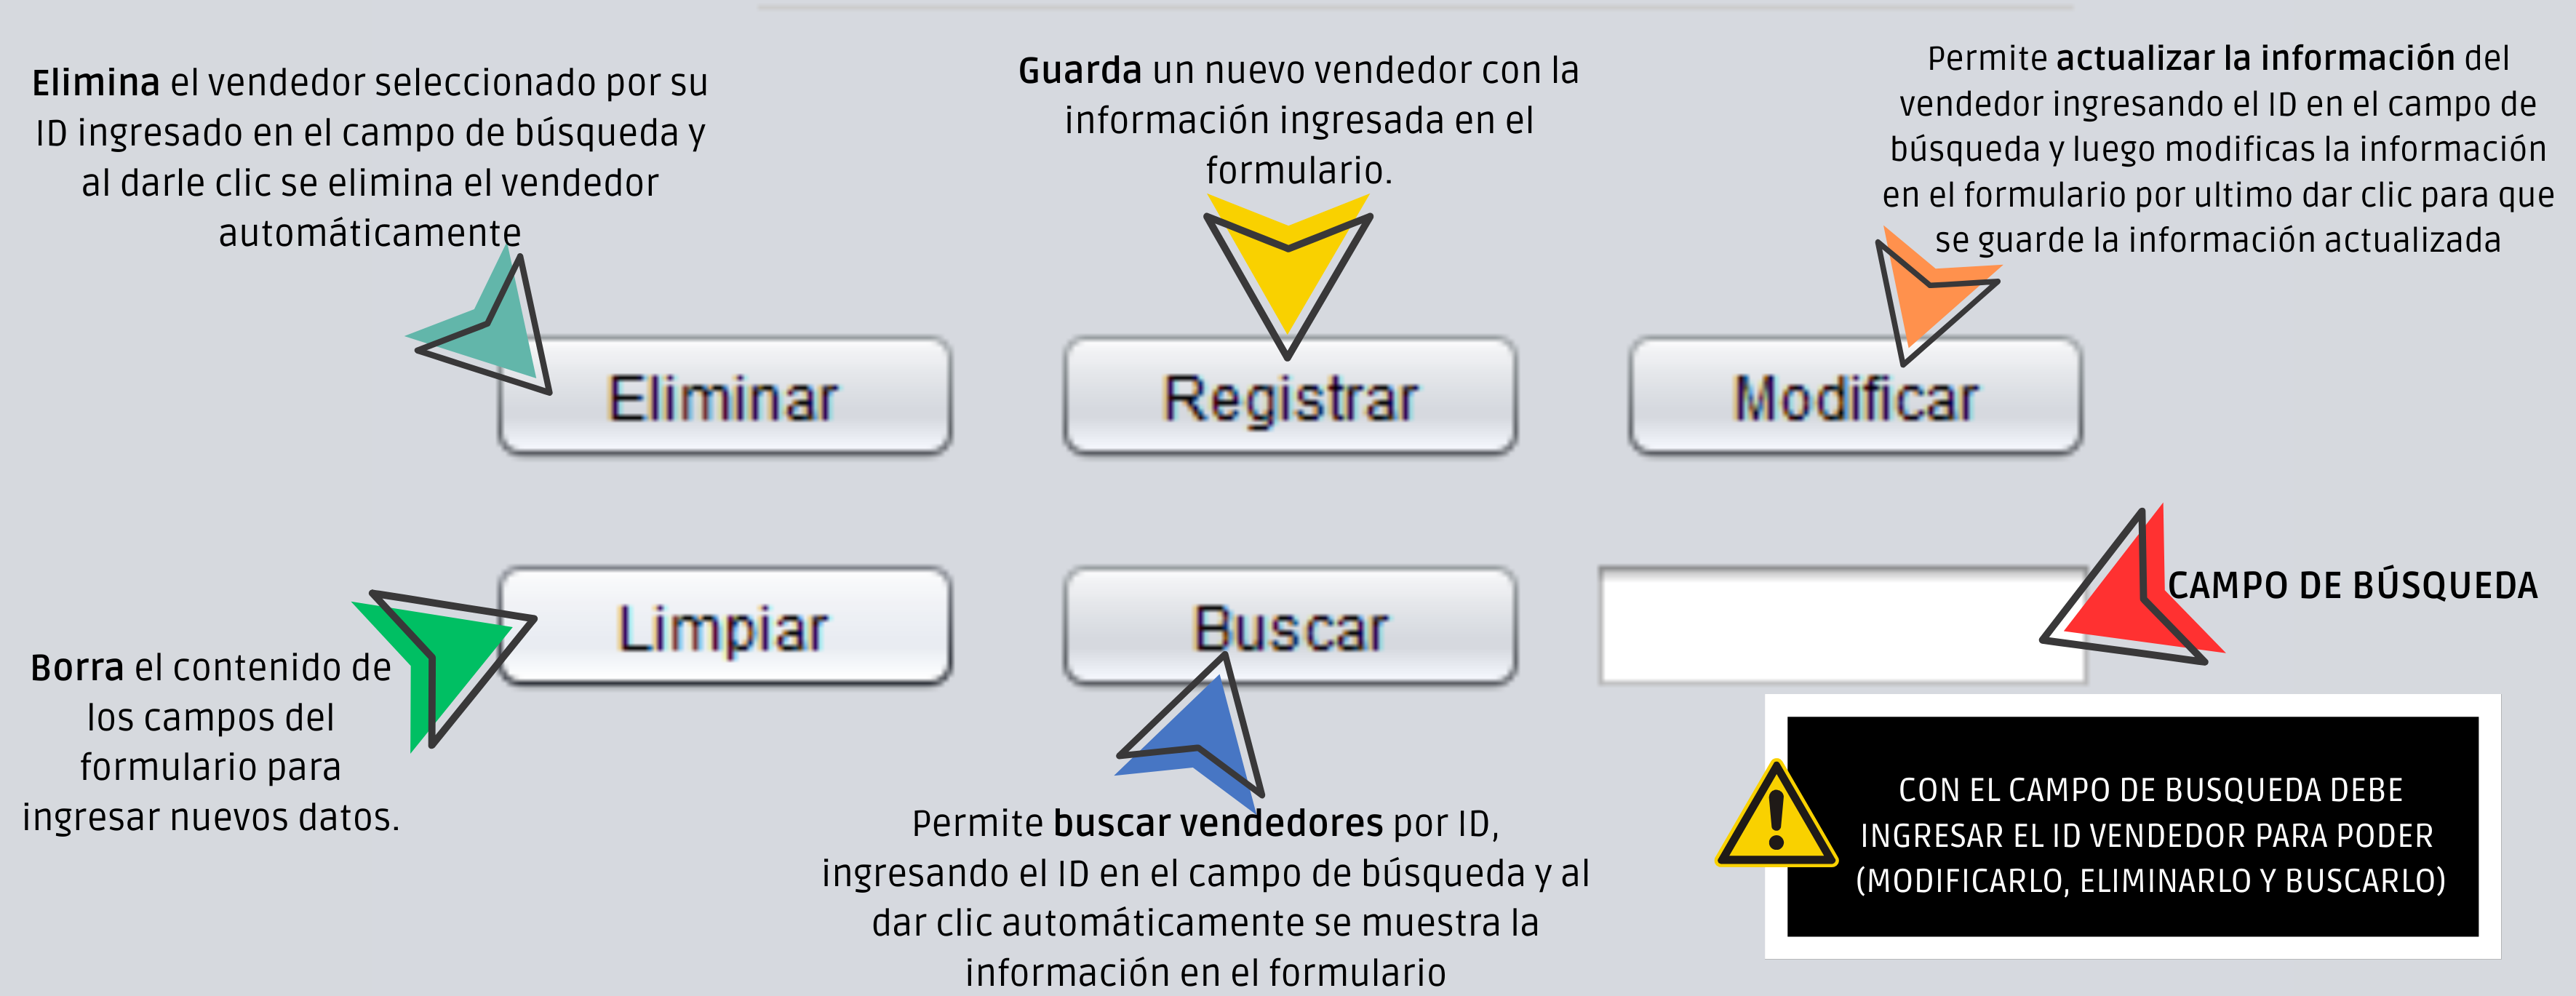 Elimina el vendedor seleccionado por su
ID ingresado en el campo de búsqueda y
al darle clic se elimina el vendedor
automáticamente
Guarda un nuevo vendedor con la
información ingresada en el
formulario.
Permite actualizar la información del
vendedor ingresando el ID en el campo de
búsqueda y luego modificas la información
en el formulario por ultimo dar clic para que
se guarde la información actualizada
Eliminar
Registrar
Modificar
Limpiar
Buscar
CAMPO DE BÚSQUEDA
Borra el contenido de
los campos del
formulario para
ingresar nuevos datos.
Permite buscar vendedores por ID,
ingresando el ID en el campo de búsqueda y al
dar clic automáticamente se muestra la
información en el formulario
CON EL CAMPO DE BUSQUEDA DEBE
INGRESAR EL ID VENDEDOR PARA PODER
(MODIFICARLO, ELIMINARLO Y BUSCARLO)